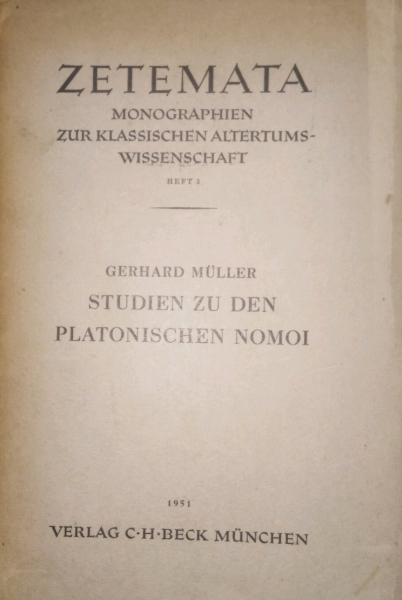 ZETEMATA
MONOGRAPHIEN
ZUR KLASSISCHEN ALTERTUMS-
WISSENSCHAFT
HEFT 3
GERHARD MÜLLER
STUDIEN ZU DEN
PLATONISCHEN NOMOI
1951
VERLAG C·H·BECK MÜNCHEN